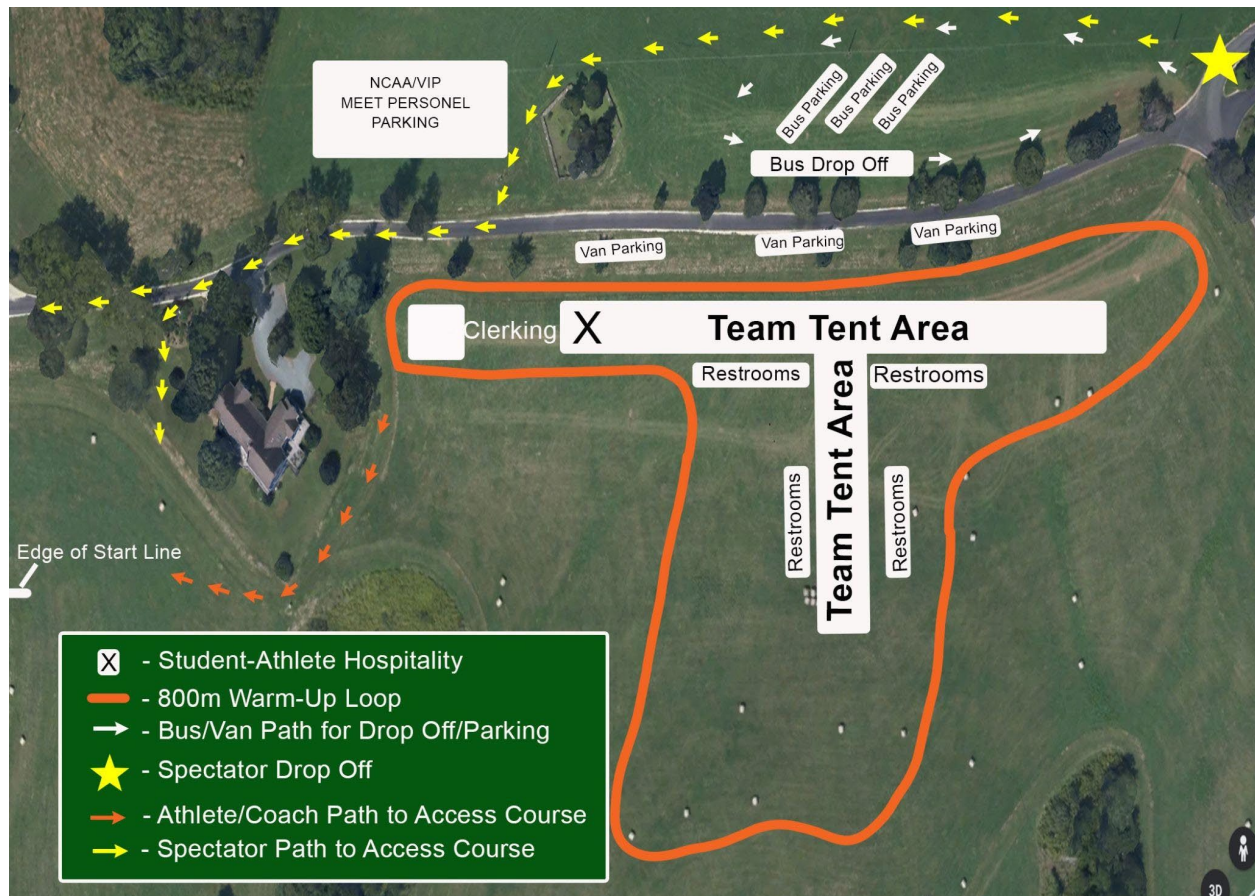 NCAA/VIP
MEET PERSONEL
PARKING
Bus Parking
Bus Parking
Bus Parking
Bus Drop Off
Van Parking
Van Parking
Van Parking
Clerking
X
Team Tent Area
Restrooms
Restrooms
Team Tent Area
Restrooms
Restrooms
Edge of Start Line
X - Student-Athlete Hospitality
- 800m Warm-Up Loop
- Bus/Van Path for Drop Off/Parking
- Spectator Drop Off
- Athlete/Coach Path to Access Course
- Spectator Path to Access Course
3D